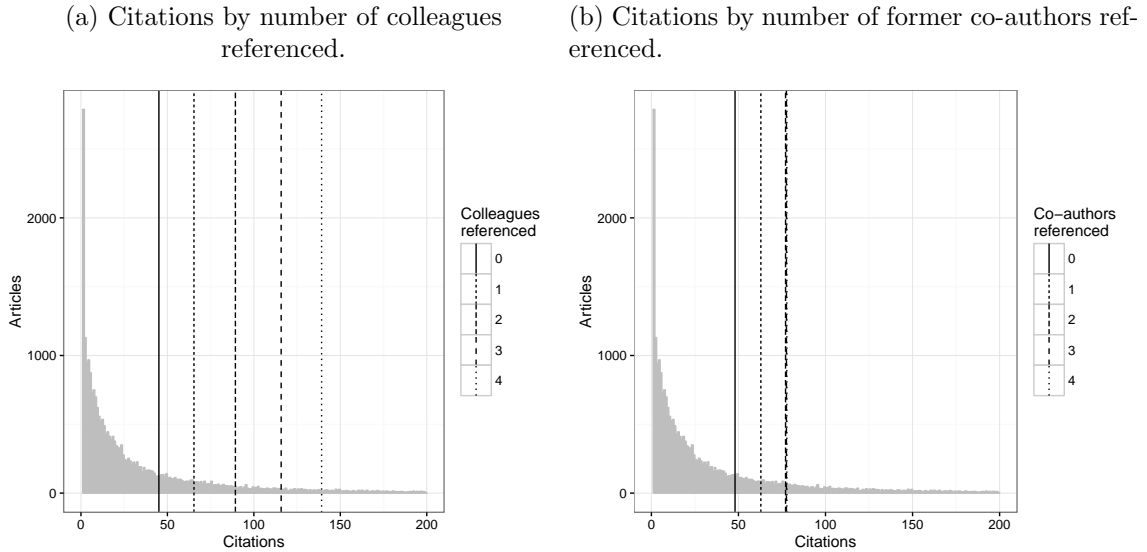 (a) Citations by number of colleagues
referenced.
2000
1000
0
Articles
0 50 100 150 200
Citations
Colleagues
referenced
0
1
2
3
4
(b) Citations by number of former co-authors ref-
erenced.
2000
1000
0
Articles
0 50 100 150 200
Citations
Co−authors
referenced
0
1
2
3
4